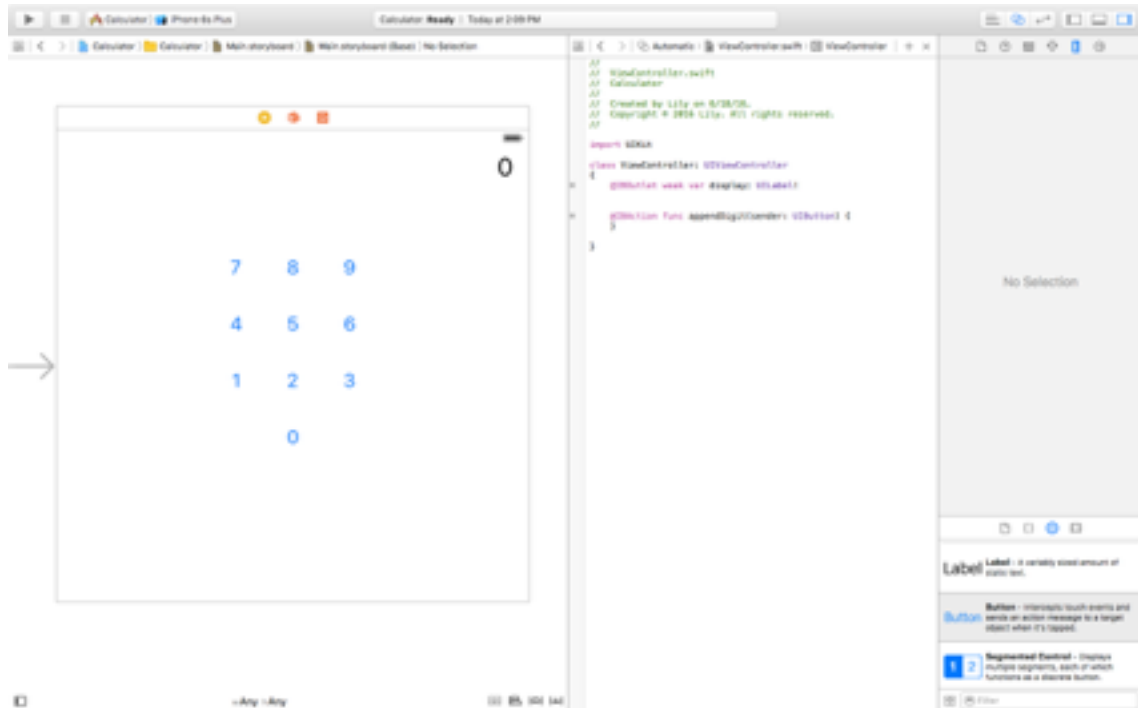 Calculator iPhone 6s Plus
Calculator: Ready | Today at 2:09 PM
Calculator Calculator Main.storyboard Main.storyboard (Base) No Selection
Automatic ViewController.swift ViewController
//
// ViewController.swift
// Calculator
//
// Created by Lily on
// Copyright © 2016 Lily. All rights reserved.
//
import UIKit
class ViewController: UIViewController
{
@IBOutlet weak var display: UILabel!
@IBAction func appendDigit(sender: UIButton) {
}
}
0
7 8 9
4 5 6
1 2 3
0
No Selection
Label Label - A variably sized amount of
static text.
Button Button - Intercepts touch events and
sends an action message to a target
object when it's tapped.
1 2 Segmented Control - Displays
multiple segments, each of which
functions as a discrete button.
wAny hAny
Filter